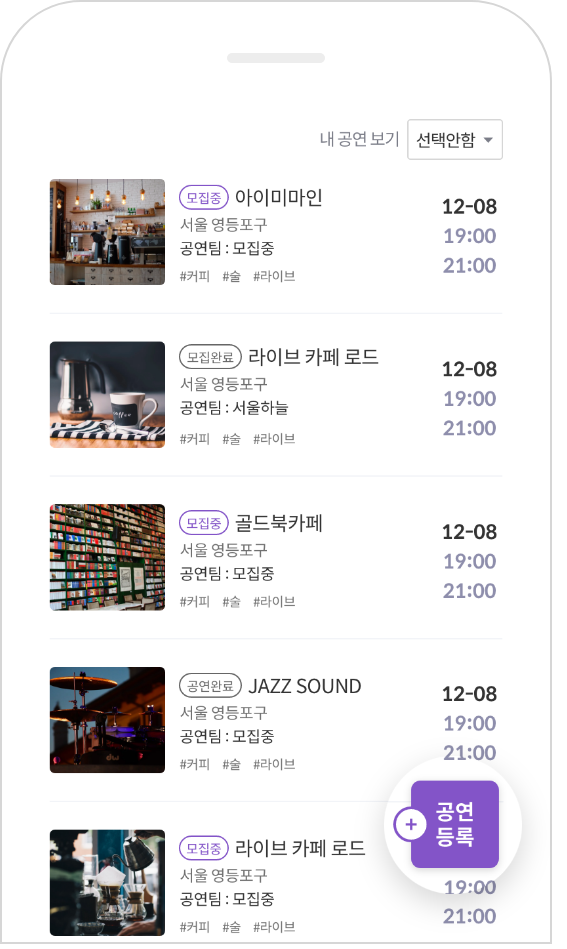 내 공연 보기 선택안함
모집중 아이미마인
서울 영등포구
공연팀 : 모집중
#커피 #술 #라이브
12-08
19:00
21:00
모집완료 라이브 카페 로드
서울 영등포구
공연팀 : 서울하늘
#커피 #술 #라이브
12-08
19:00
21:00
모집중 골드북카페
서울 영등포구
공연팀 : 모집중
#커피 #술 #라이브
12-08
19:00
21:00
공연완료 JAZZ SOUND
서울 영등포구
공연팀 : 모집중
#커피 #술 #라이브
12-08
19:00
21:00
+ 공연
등록
모집중 라이브 카페 로드
서울 영등포구
공연팀 : 모집중
#커피 #술 #라이브
19:00
21:00